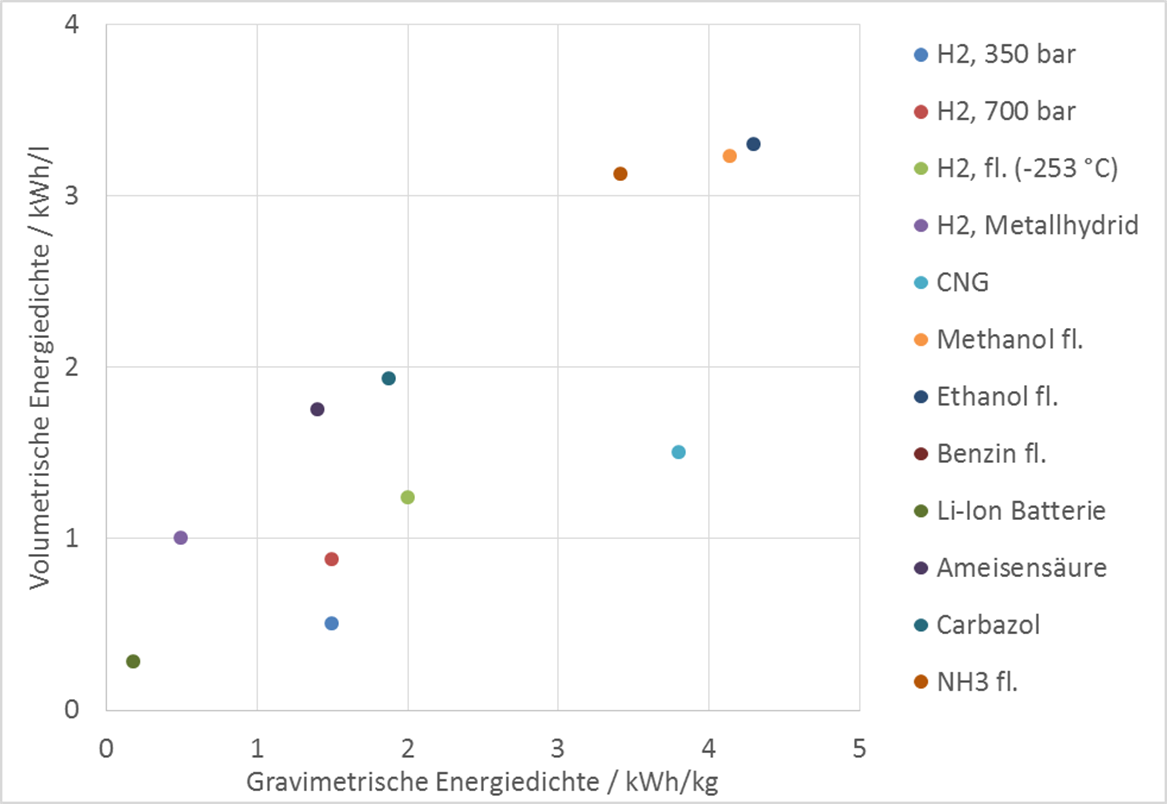 4
3
2
1
0
0 1 2 3 4 5
Volumetrische Energiedichte / kWh/l
Gravimetrische Energiedichte / kWh/kg
H2, 350 bar
H2, 700 bar
H2, fl. (-253 °C)
H2, Metallhydrid
CNG
Methanol fl.
Ethanol fl.
Benzin fl.
Li-Ion Batterie
Ameisensäure
Carbazol
NH3 fl.